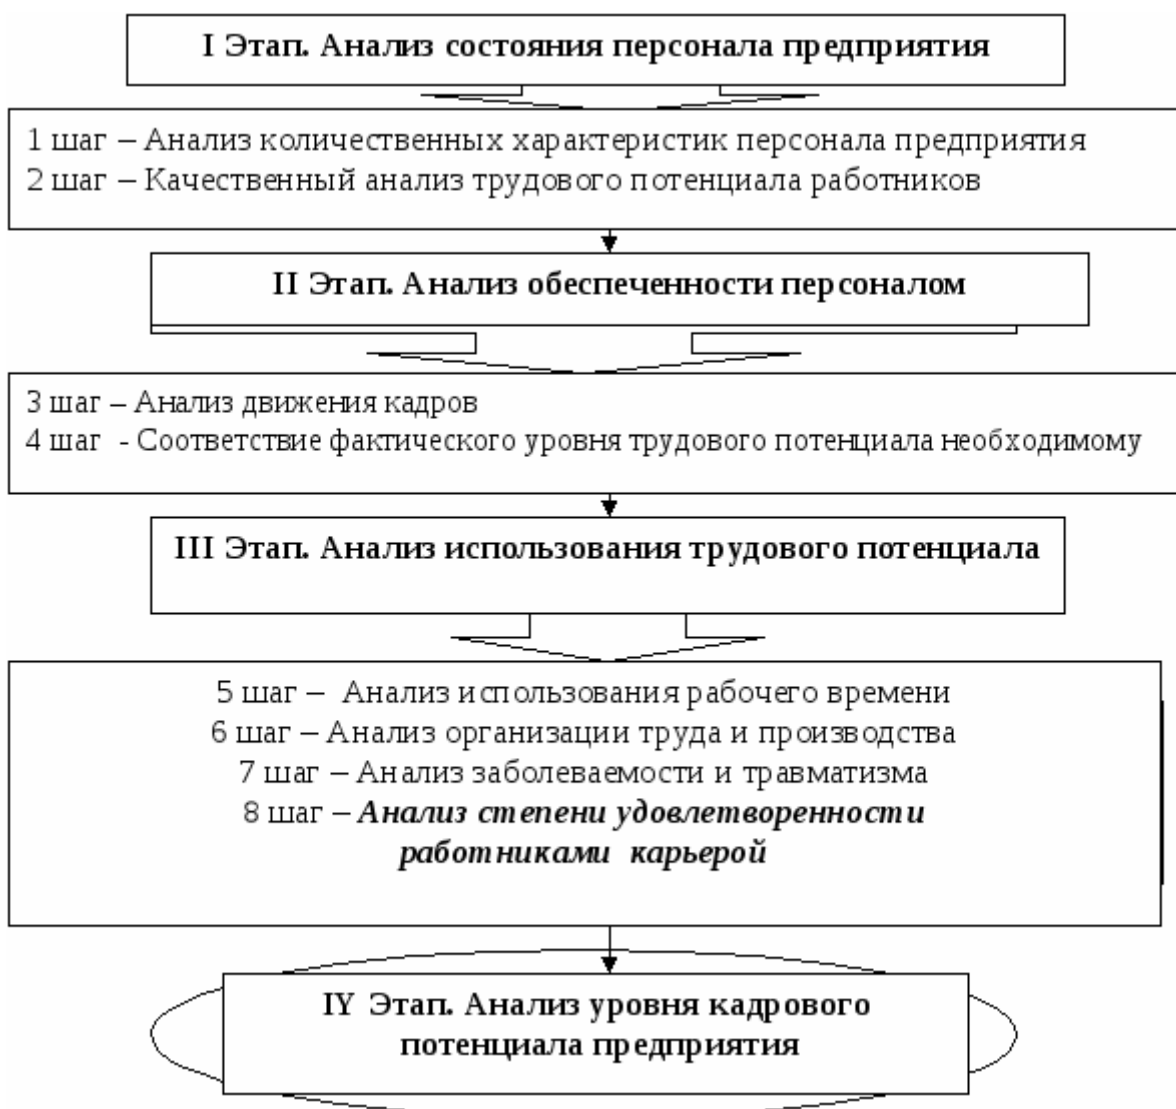 I Этап. Анализ состояния персонала предприятия
1 шаг – Анализ количественных характеристик персонала предприятия
2 шаг – Качественный анализ трудового потенциала работников
II Этап. Анализ обеспеченности персоналом
3 шаг – Анализ движения кадров
4 шаг - Соответствие фактического уровня трудового потенциала необходимому
III Этап. Анализ использования трудового потенциала
5 шаг – Анализ использования рабочего времени
6 шаг – Анализ организации труда и производства
7 шаг – Анализ заболеваемости и травматизма
8 шаг – Анализ степени удовлетворенности
работниками карьерой
IY Этап. Анализ уровня кадрового
потенциала предприятия